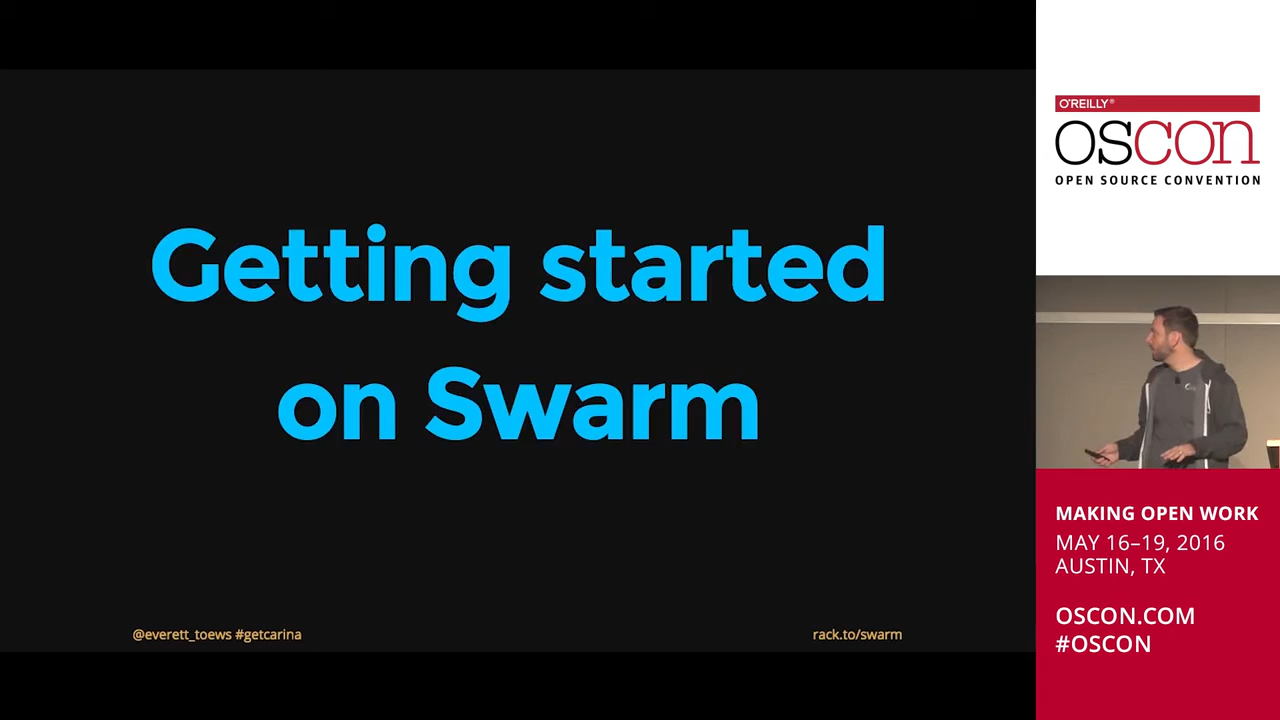 Getting started
on Swarm
@everett_toews #getcarina
rack.to/swarm
O'REILLY®
OSCON
OPEN SOURCE CONVENTION
MAKING OPEN WORK
MAY 16–19, 2016
AUSTIN, TX
OSCON.COM
#OSCON